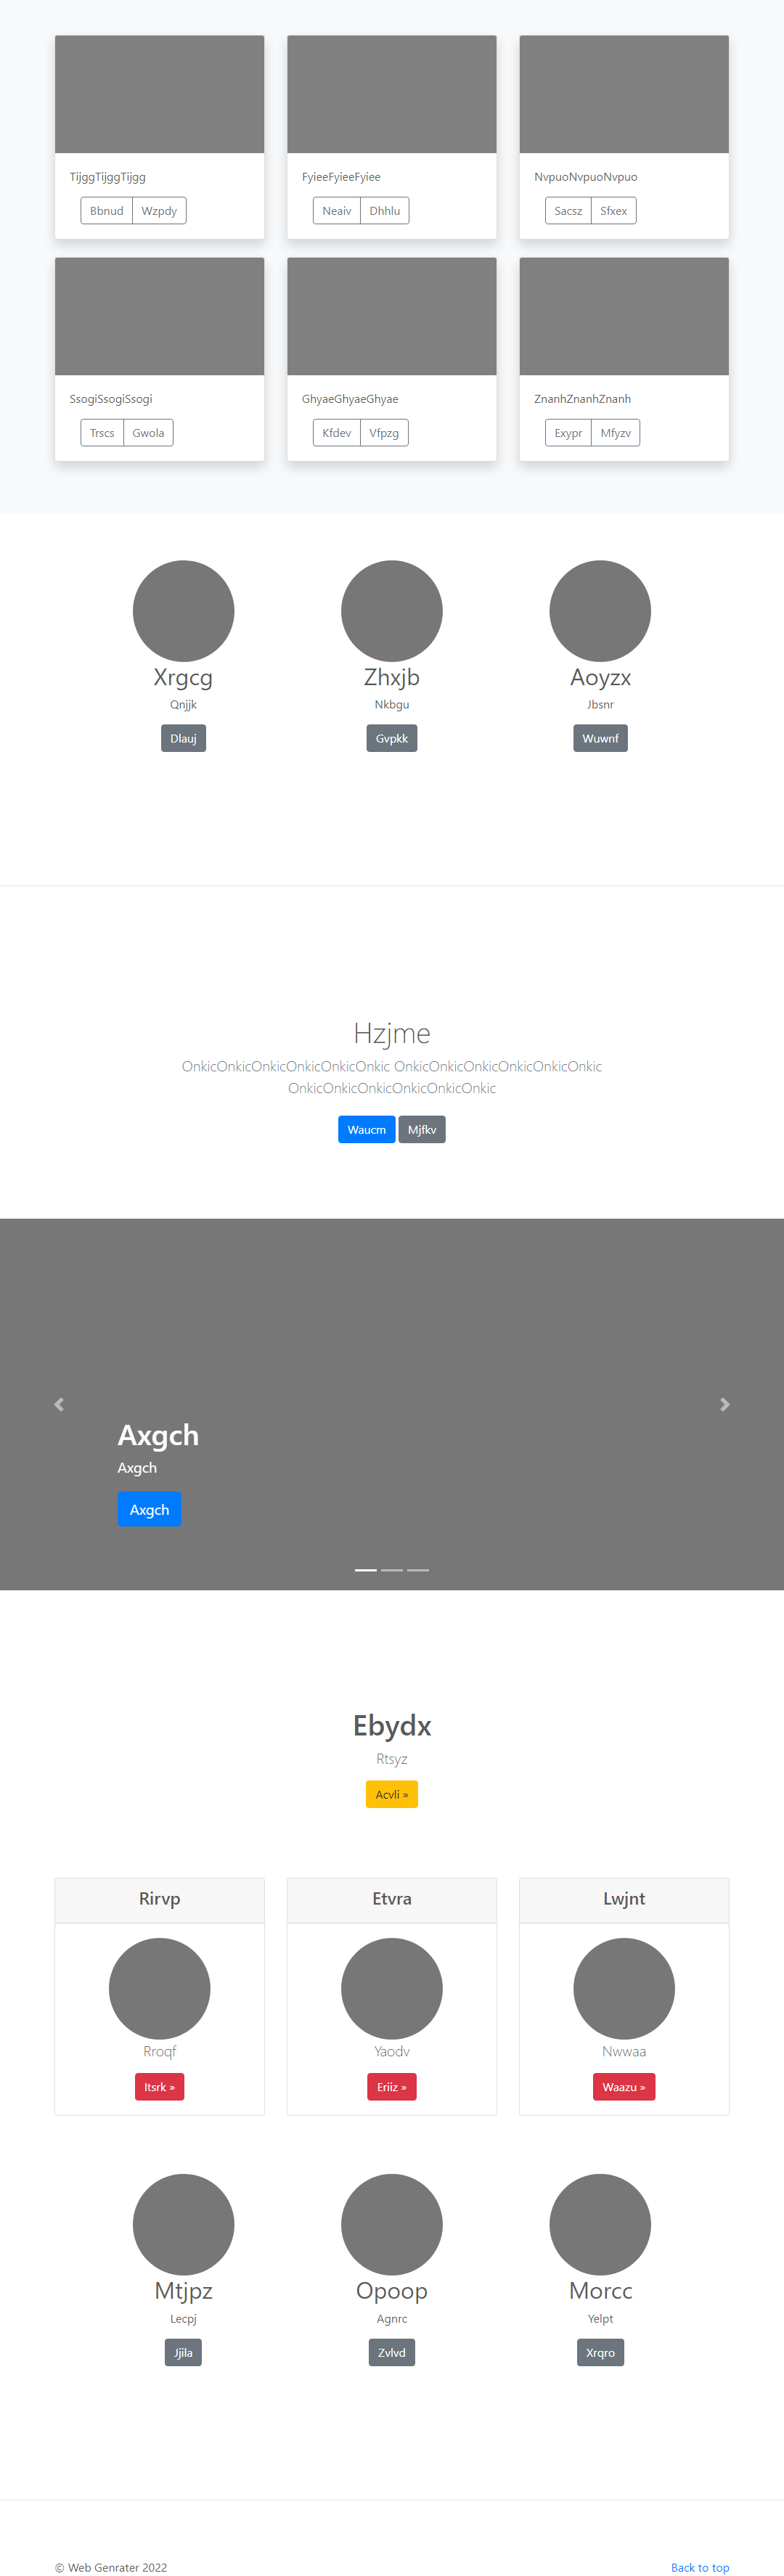 TijggTijggTijgg FyieeFyieeFyiee NvpuoNvpuoNvpuo
Bbnud Wzpdy Neaiv Dhhlu Sacsz Sfxex
SsogiSsogiSsogi GhyaeGhyaeGhyae ZnanhZnanhZnanh
Trscs Gwola Kfdev Vfpzg Exypr Mfyzv
Xrgcg Zhxjb Aoyzx
Qnjjk Nkbgu Jbsnr
Dlauj Gvpkk Wuwnf
Hzjme
OnkicOnkicOnkicOnkicOnkicOnkic OnkicOnkicOnkicOnkicOnkicOnkic
OnkicOnkicOnkicOnkicOnkicOnkic
Waucm Mjfkv
Axgch
Axgch
Axgch
Ebydx
Rtsyz
Acvli »
Rirvp Etvra Lwjnt
Rroqf Yaodv Nwwaa
Itsrk » Eriiz » Waazu »
Mtjpz Opoop Morcc
Lecpj Agnrc Yelpt
Jjila Zvlvd Xrqro
© Web Genrater 2022 Back to top